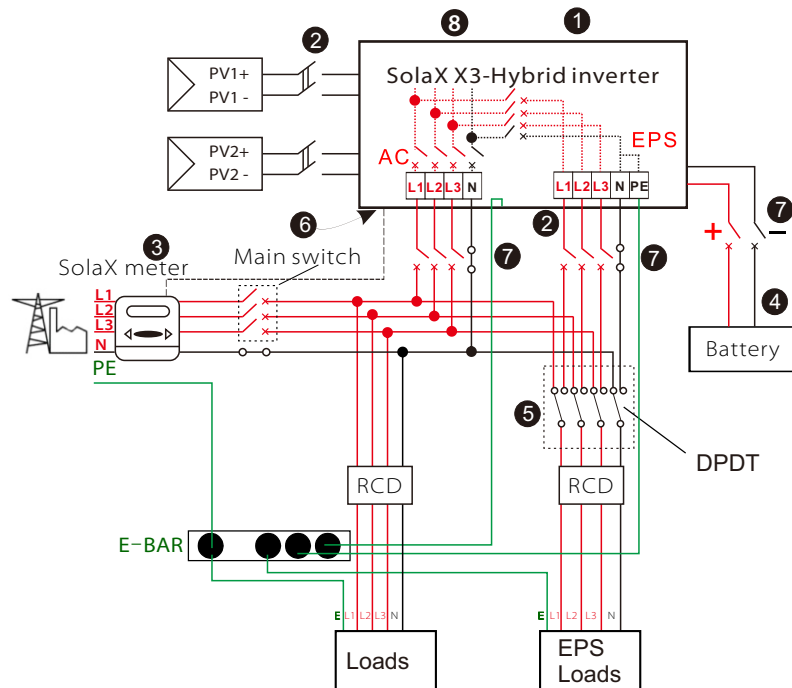 8 1
2
PV1+
PV1 -
SolaX X3-Hybrid inverter
PV2+
PV2 -
AC
EPS
L1 L2 L3 N
L1 L2 L3 N PE
6
2
7
7
+ −
3
SolaX meter
Main switch
7
4
L1
L2
L3
N
PE
Battery
5
DPDT
RCD
RCD
E-BAR
E L1 L2 L3 N
E L1 L2 L3 N
Loads
EPS
Loads